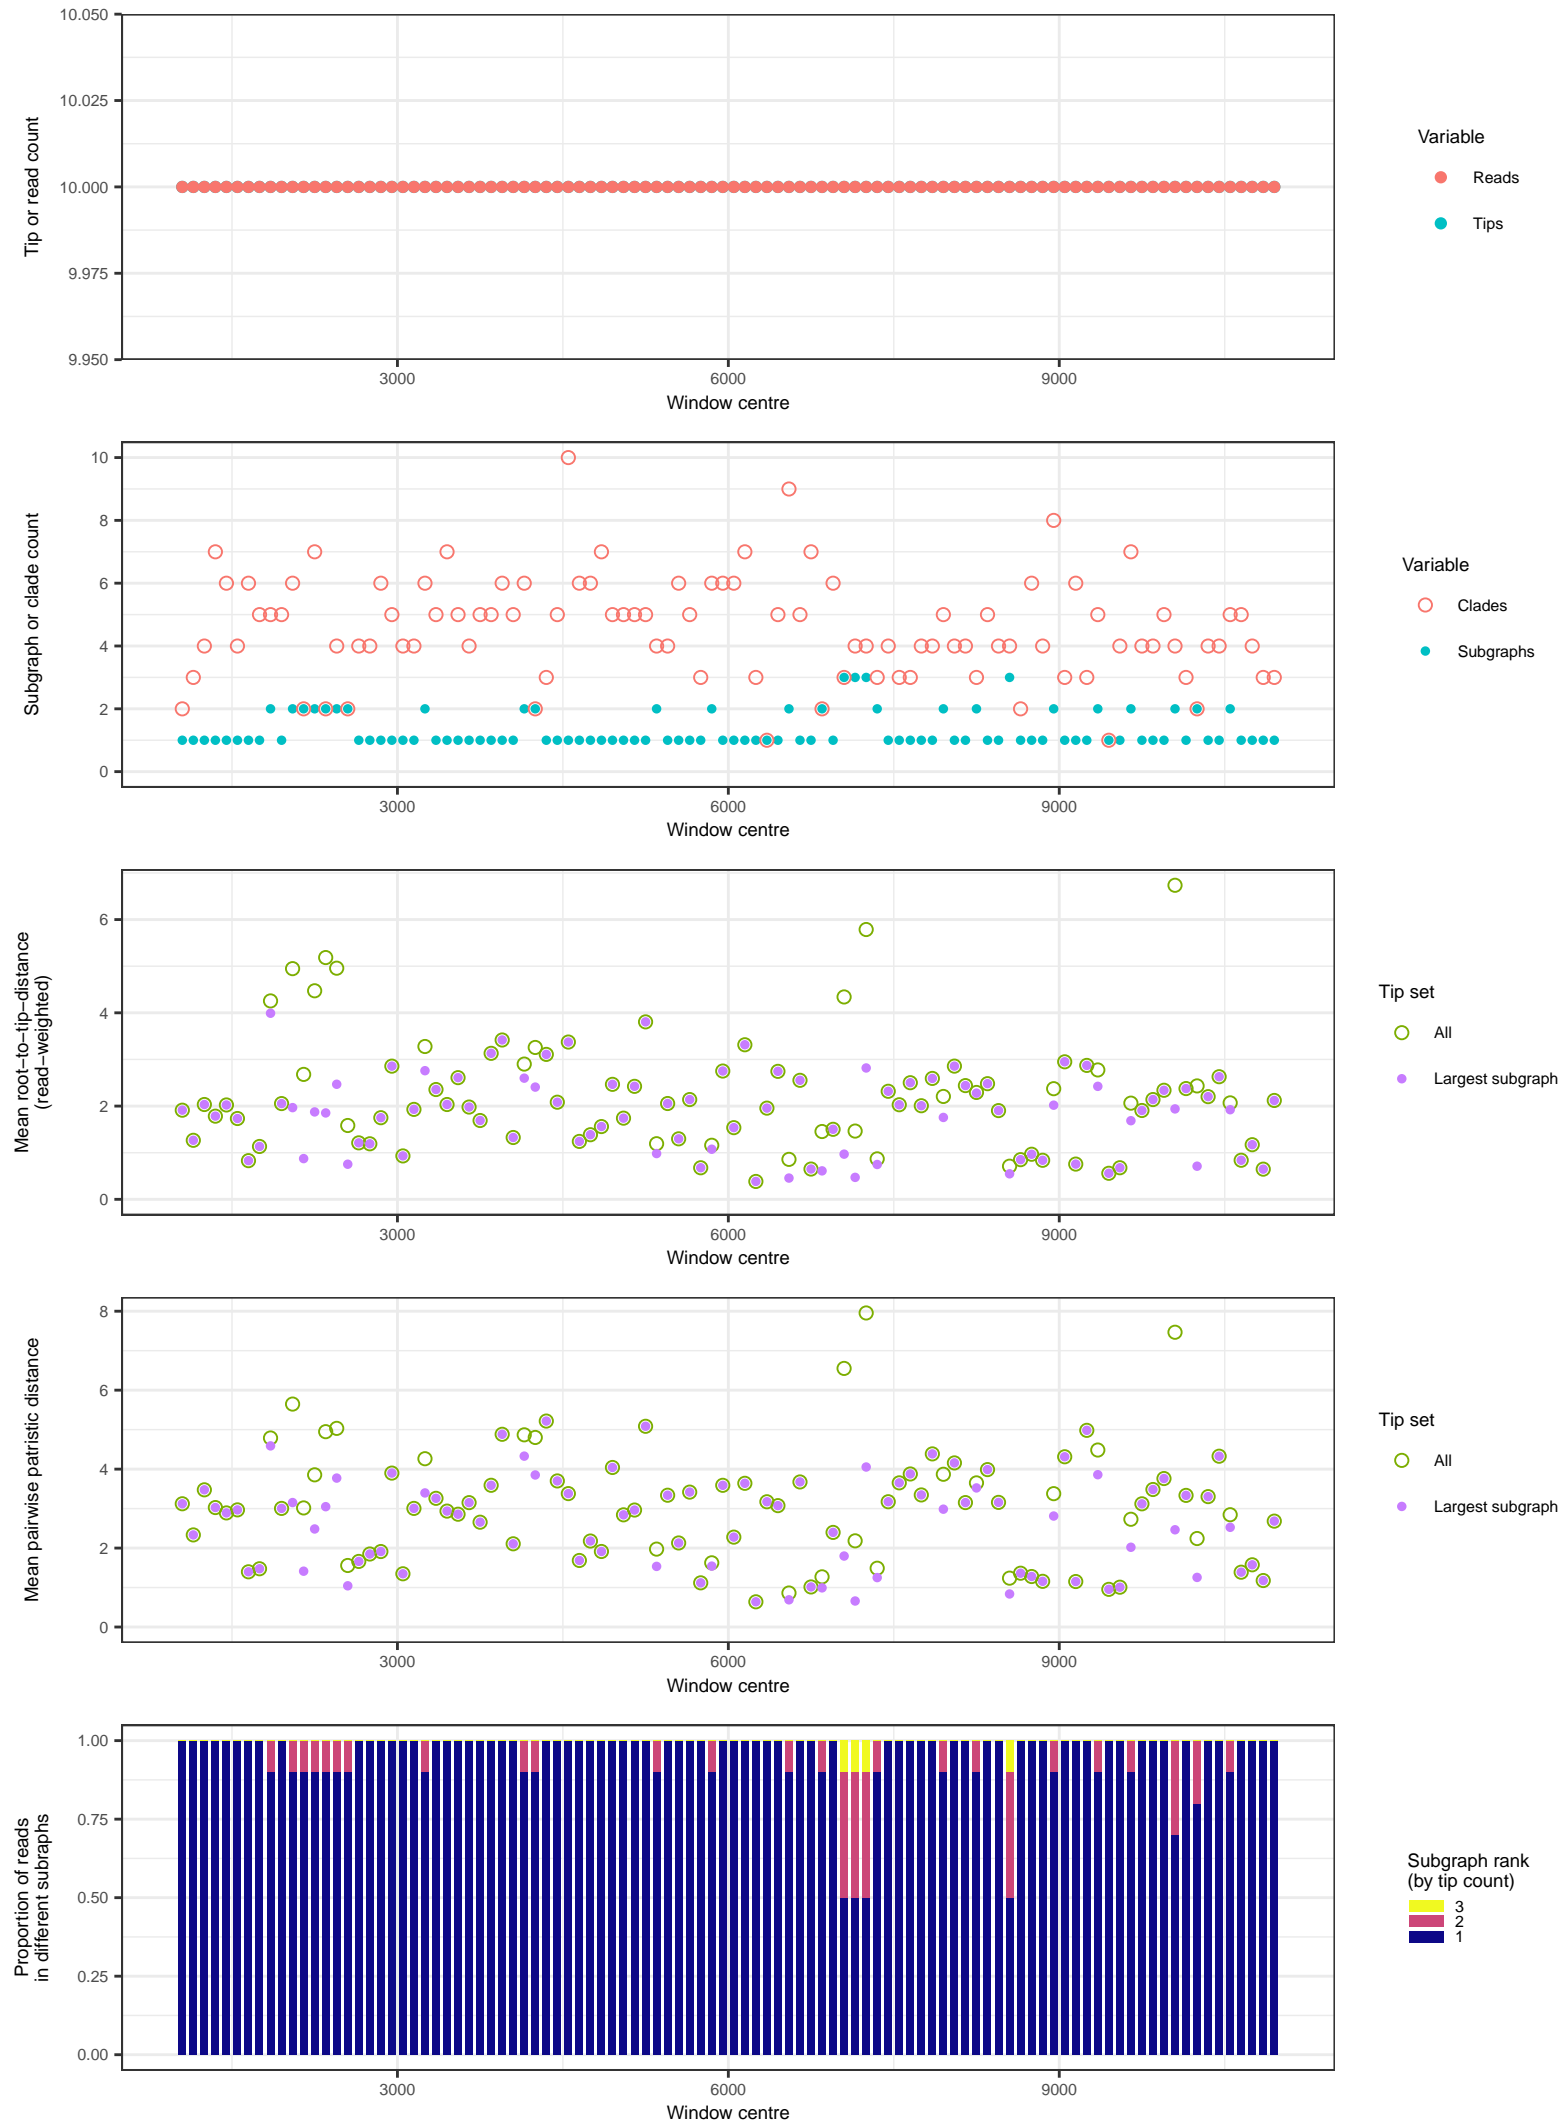 10.050
10.025
10.000
9.975
9.950
Tip or read count
3000 6000 9000
Window centre
Variable
Reads
Tips
10
8
6
4
2
0
Subgraph or clade count
3000 6000 9000
Window centre
Variable
Clades
Subgraphs
6
4
2
0
Mean root−to−tip−distance
(read−weighted)
3000 6000 9000
Window centre
Tip set
All
Largest subgraph
8
6
4
2
0
Mean pairwise patristic distance
3000 6000 9000
Window centre
Tip set
All
Largest subgraph
1.00
0.75
0.50
0.25
0.00
Proportion of reads
in different subraphs
3000 6000 9000
Window centre
Subgraph rank
(by tip count)
3
2
1